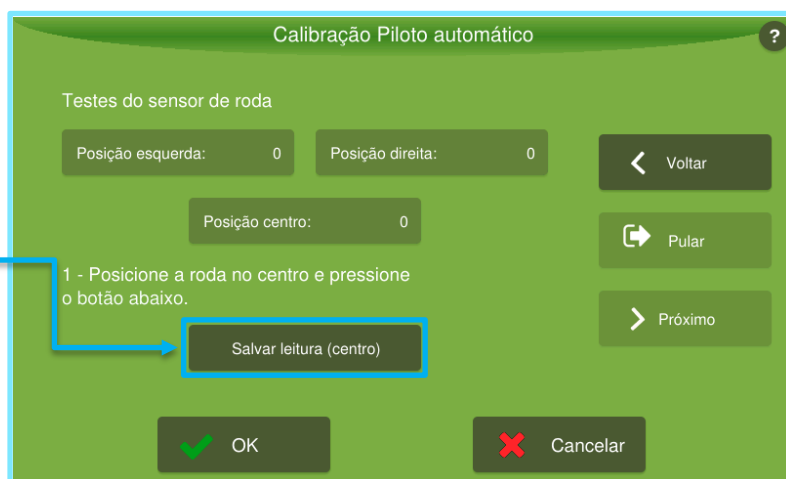 Calibração Piloto automático
?
Testes do sensor de roda
Posição esquerda: 0
Posição direita: 0
Voltar
Posição centro: 0
Pular
1 - Posicione a roda no centro e pressione
o botão abaixo.
Próximo
Salvar leitura (centro)
OK
Cancelar